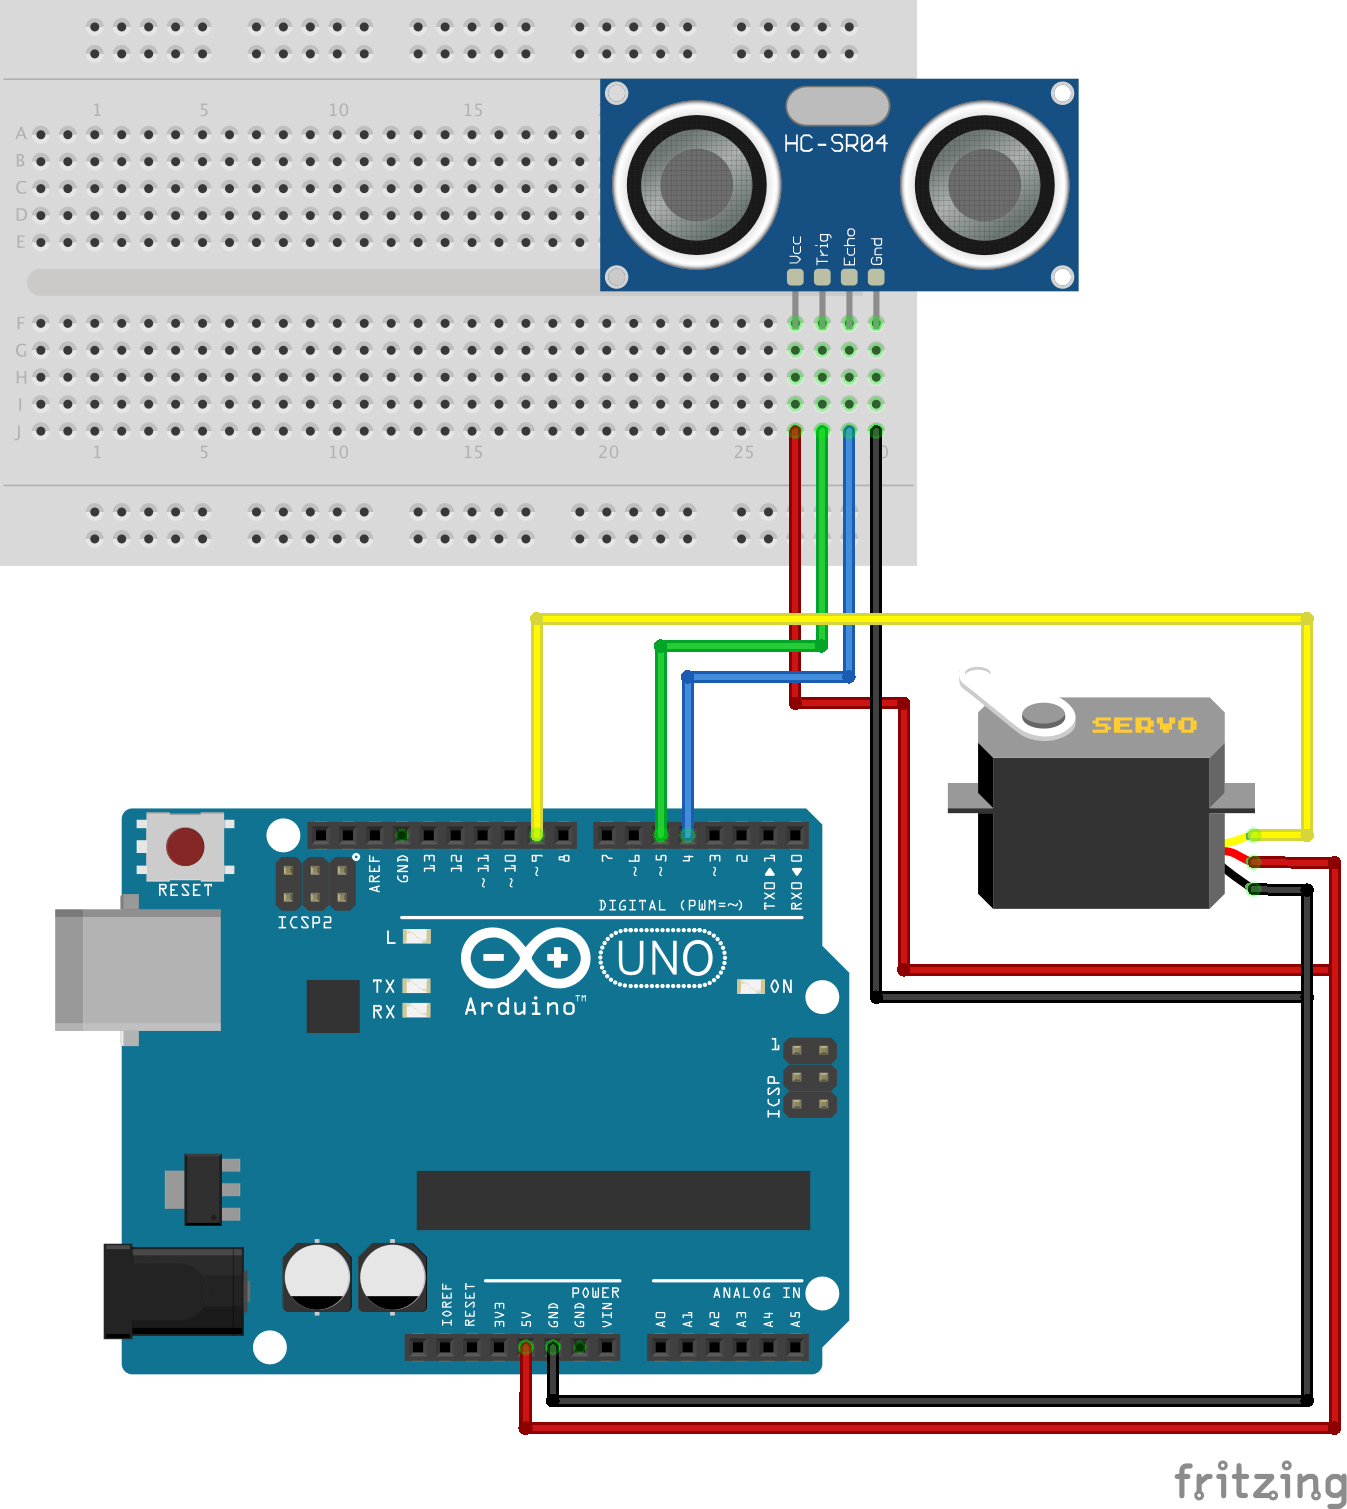 1 5 10 15
A
B
C
D
E
HC-SR04
Vcc Trig Echo Gnd
F
G
H
I
J
1 5 10 15 20 25 30
SERVO
RESET
ICSP2
AREF GND 13 12 ~11 ~10 ~9 8 7 ~6 ~5 4 ~3 2 TX0▶1 RX0◀0
DIGITAL (PWM=~)
L
TX
RX
UNO
Arduino™
ON
1
ICSP
POWER
ANALOG IN
IOREF RESET 3V3 5V GND GND VIN A0 A1 A2 A3 A4 A5
fritzing